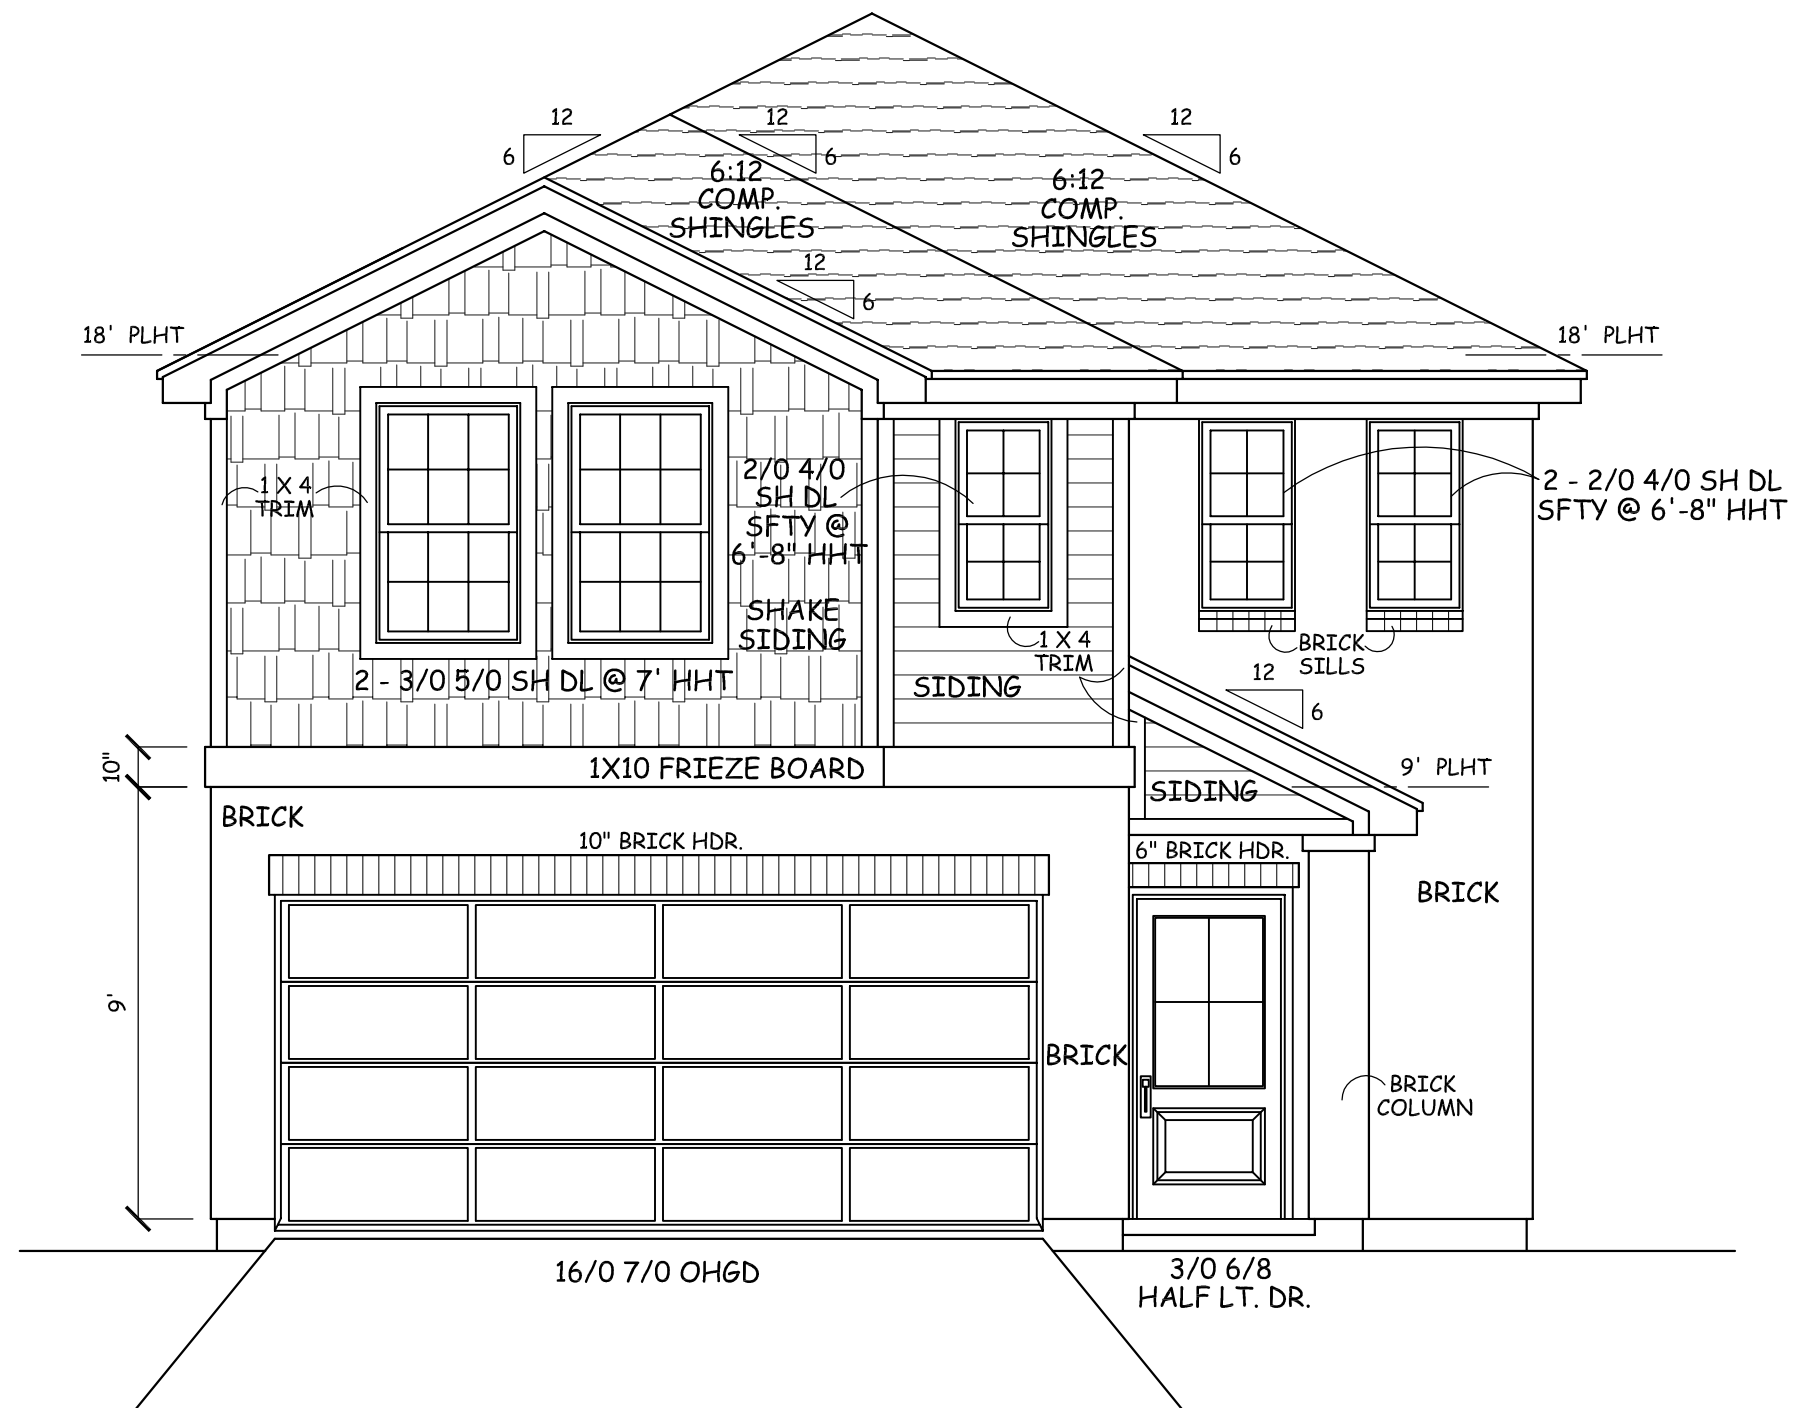 12
6
12
6
12
6
6:12
COMP.
SHINGLES
6:12
COMP.
SHINGLES
12
6
18' PLHT
18' PLHT
1 X 4
TRIM
2/0 4/0
SH DL
SFTY @
6'-8" HHT
2 - 2/0 4/0 SH DL
SFTY @ 6'-8" HHT
SHAKE
SIDING
2 - 3/0 5/0 SH DL @ 7' HHT
1 X 4
TRIM
BRICK
SILLS
SIDING
12
6
10"
1X10 FRIEZE BOARD
9' PLHT
SIDING
BRICK
10" BRICK HDR.
6" BRICK HDR.
BRICK
9'
BRICK
BRICK
COLUMN
16/0 7/0 OHGD
3/0 6/8
HALF LT. DR.